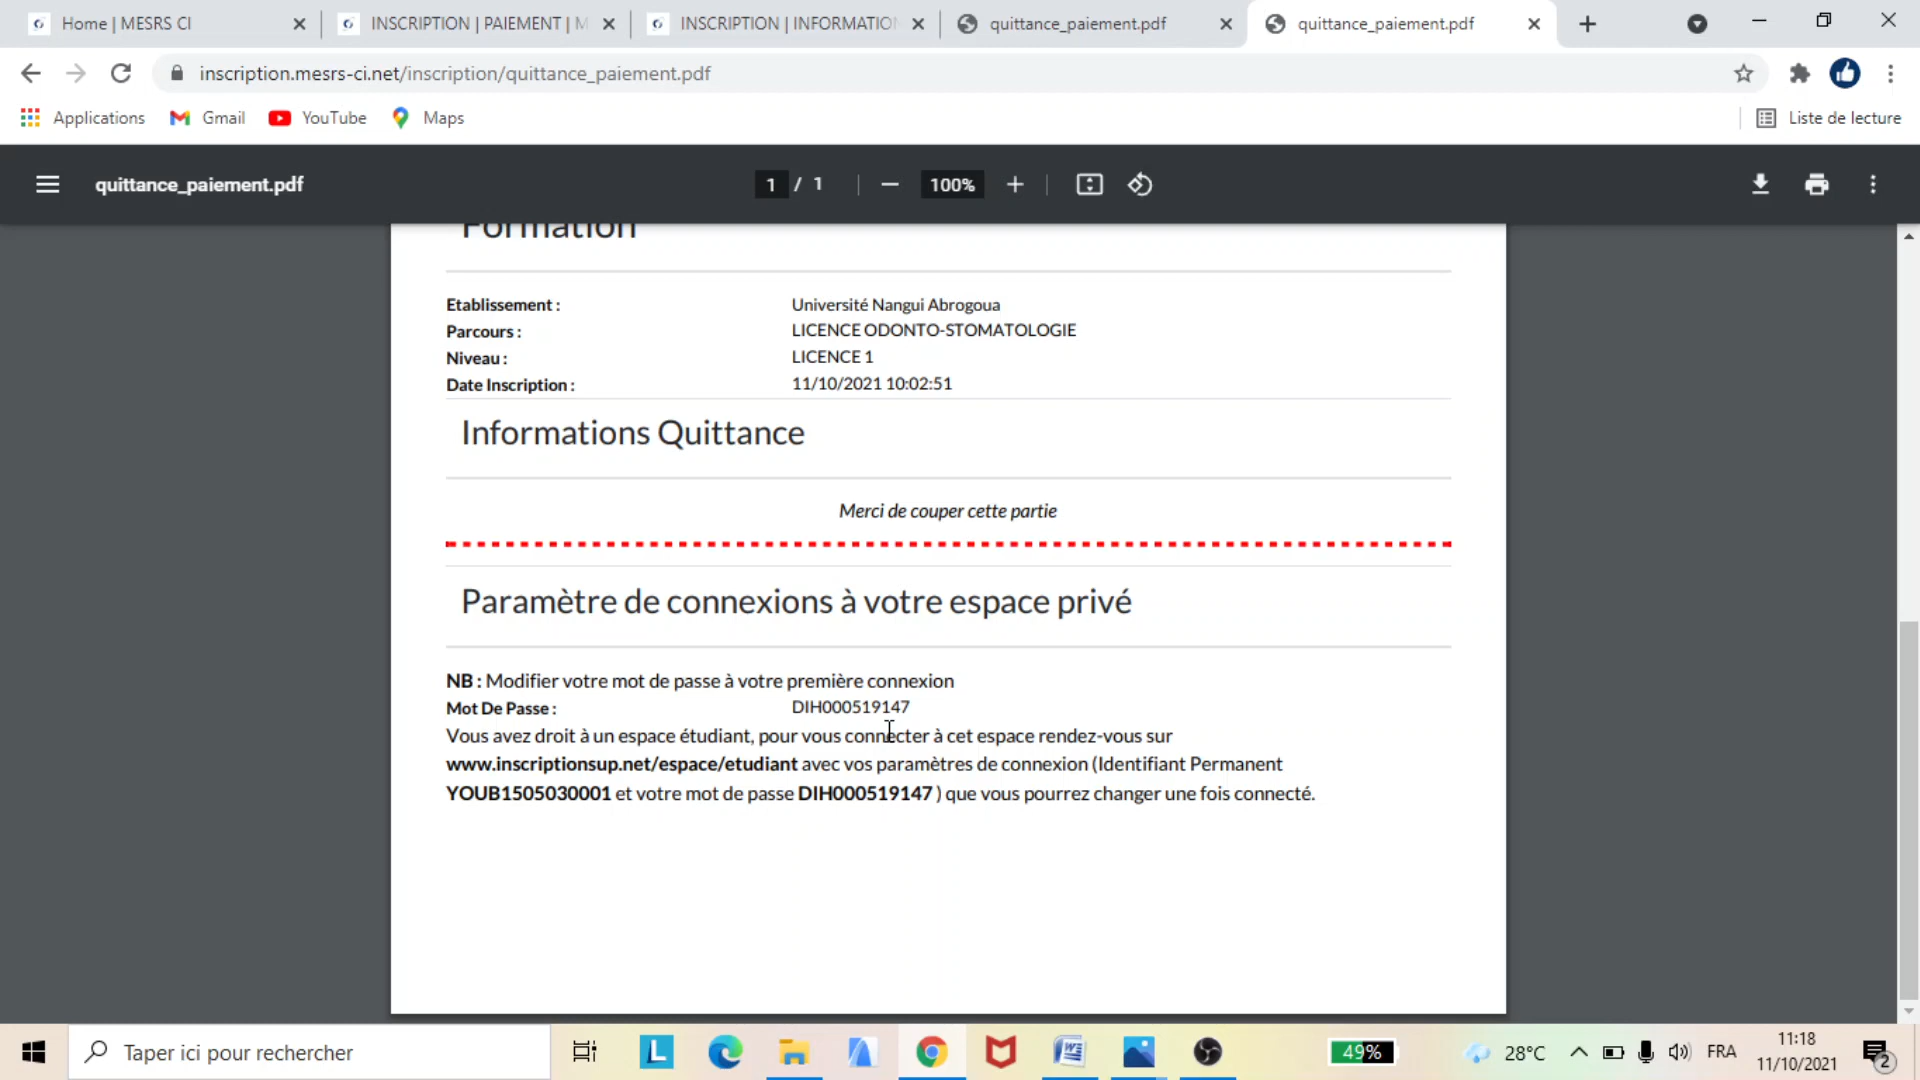 Home | MESRS CI
INSCRIPTION | PAIEMENT | M
INSCRIPTION | INFORMATION
quittance_paiement.pdf
quittance_paiement.pdf
inscription.mesrs-ci.net/inscription/quittance_paiement.pdf
Applications
Gmail
YouTube
Maps
Liste de lecture
quittance_paiement.pdf
1 / 1
100%
Formation
Etablissement : Université Nangui Abrogoua
Parcours : LICENCE ODONTO-STOMATOLOGIE
Niveau : LICENCE 1
Date Inscription : 11/10/2021 10:02:51
Informations Quittance
Merci de couper cette partie
Paramètre de connexions à votre espace privé
NB : Modifier votre mot de passe à votre première connexion
Mot De Passe : DIH000519147
Vous avez droit à un espace étudiant, pour vous connecter à cet espace rendez-vous sur
www.inscriptionsup.net/espace/etudiant avec vos paramètres de connexion (Identifiant Permanent
YOUB1505030001 et votre mot de passe DIH000519147 ) que vous pourrez changer une fois connecté.
Taper ici pour rechercher
L
49%
28°C
FRA
11:18
11/10/2021
2